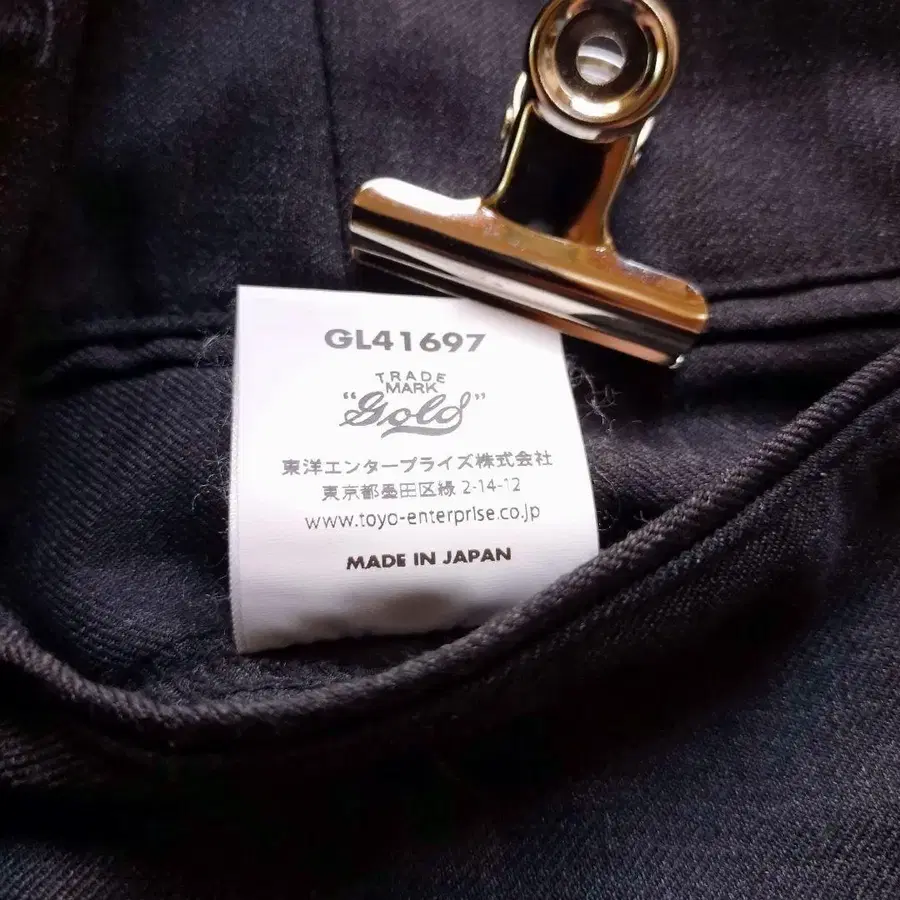 GL41697
TRADE
MARK
"Gold"
東洋エンタープライズ株式会社
東京都墨田区緑 2-14-12
www.toyo-enterprise.co.jp
MADE IN JAPAN